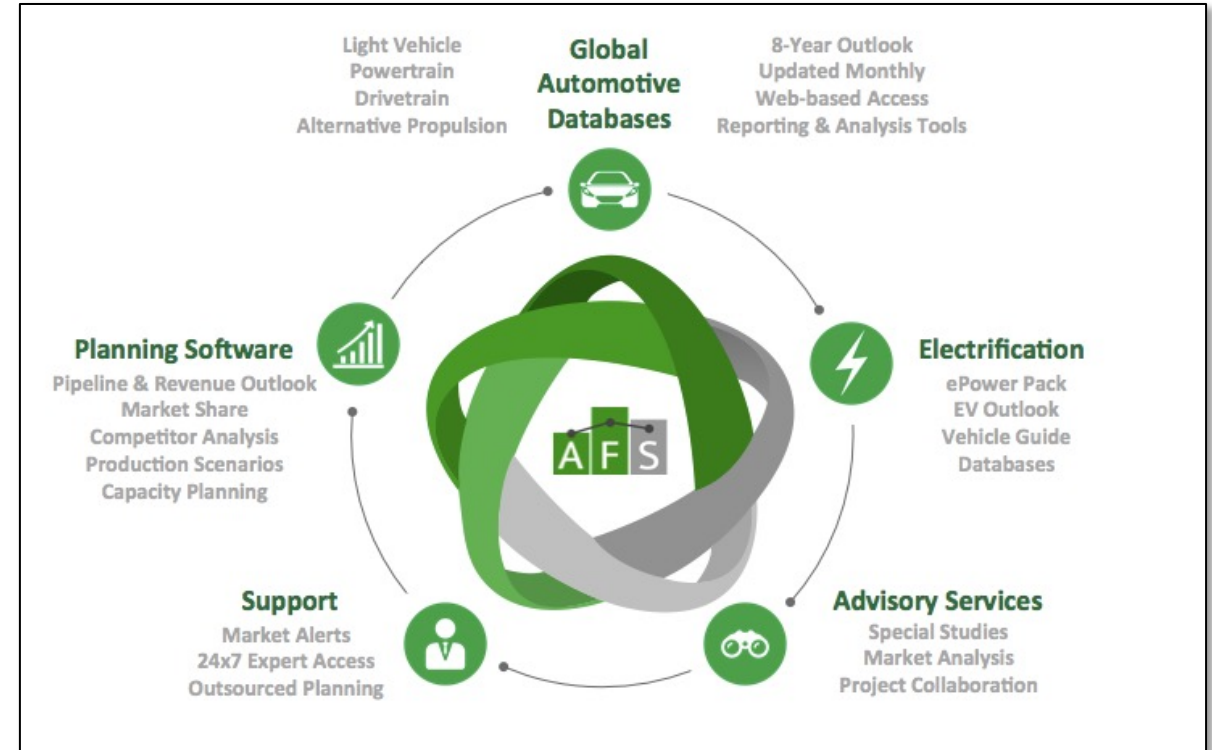 Light Vehicle
Powertrain
Drivetrain
Alternative Propulsion
Global
Automotive
Databases
8-Year Outlook
Updated Monthly
Web-based Access
Reporting & Analysis Tools
Planning Software
Pipeline & Revenue Outlook
Market Share
Competitor Analysis
Production Scenarios
Capacity Planning
AFS
Electrification
ePower Pack
EV Outlook
Vehicle Guide
Databases
Support
Market Alerts
24x7 Expert Access
Outsourced Planning
Advisory Services
Special Studies
Market Analysis
Project Collaboration